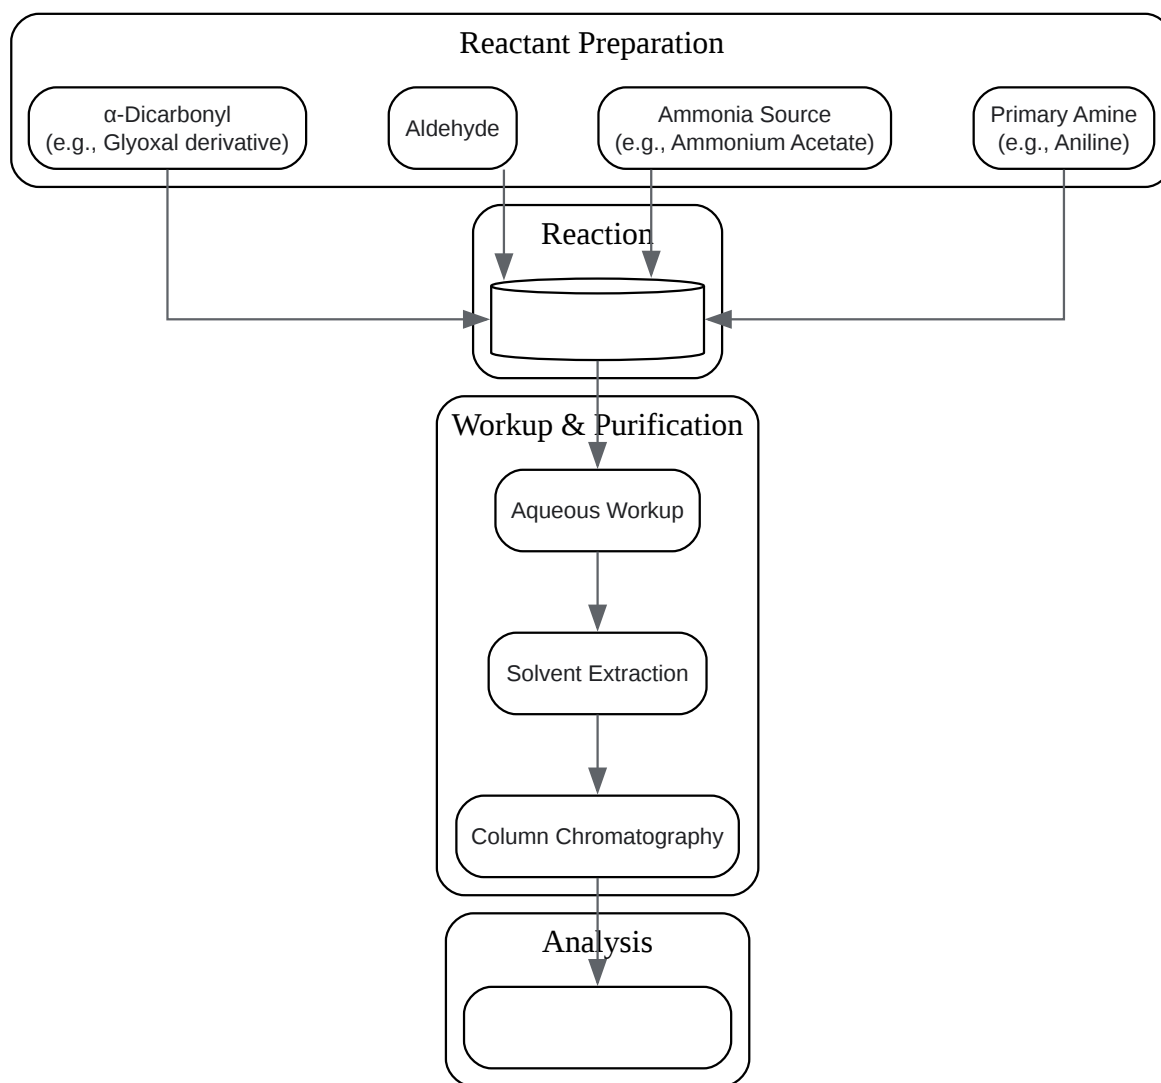 Reactant Preparation
α-Dicarbonyl
(e.g., Glyoxal derivative)
Aldehyde
Ammonia Source
(e.g., Ammonium Acetate)
Primary Amine
(e.g., Aniline)
Reaction
Workup & Purification
Aqueous Workup
Solvent Extraction
Column Chromatography
Analysis